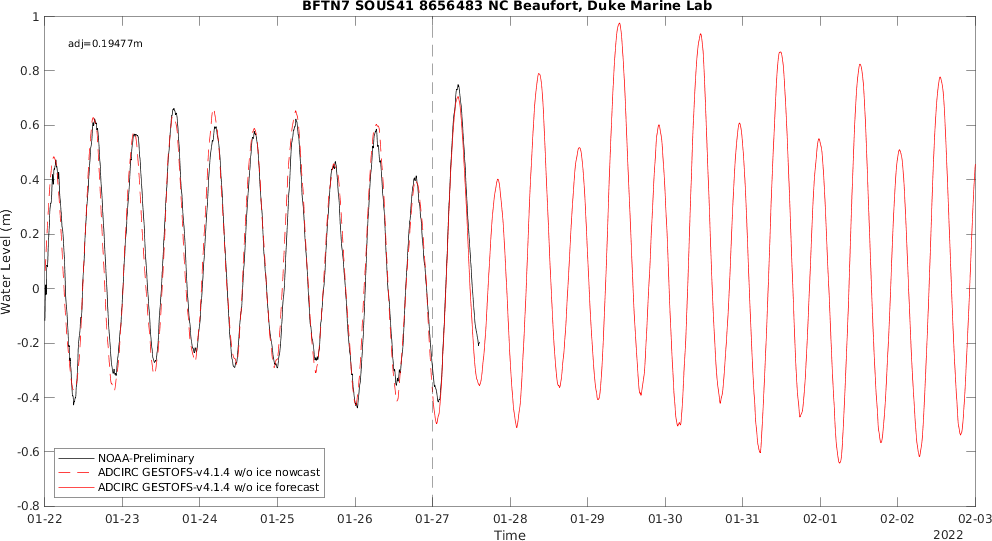 BFTN7 SOUS41 8656483 NC Beaufort, Duke Marine Lab
adj=0.19477m
1
0.8
0.6
0.4
0.2
0
-0.2
-0.4
-0.6
-0.8
Water Level (m)
NOAA-Preliminary
ADCIRC GESTOFS-v4.1.4 w/o ice nowcast
ADCIRC GESTOFS-v4.1.4 w/o ice forecast
01-22 01-23 01-24 01-25 01-26 01-27 01-28 01-29 01-30 01-31 02-01 02-02 02-03
Time
2022